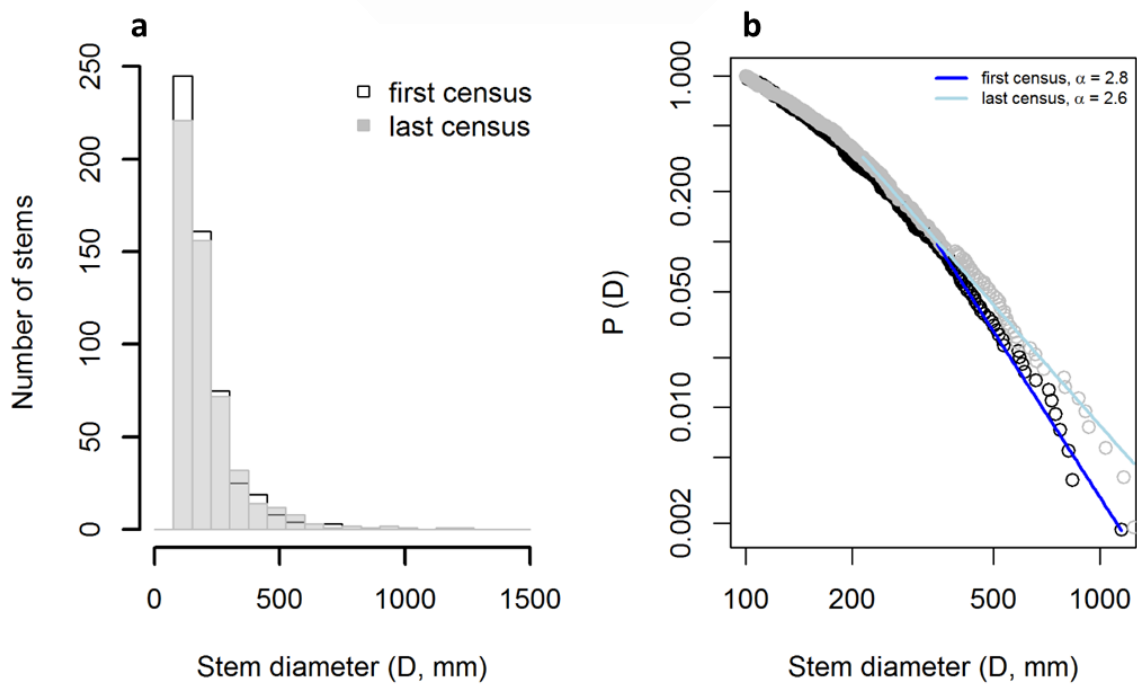 a
250
200
150
100
50
0
Number of stems
first census
last census
0 500 1000 1500
Stem diameter (D, mm)
b
1.000
0.200
0.050
0.010
0.002
P (D)
first census, α = 2.8
last census, α = 2.6
100 200 500 1000
Stem diameter (D, mm)